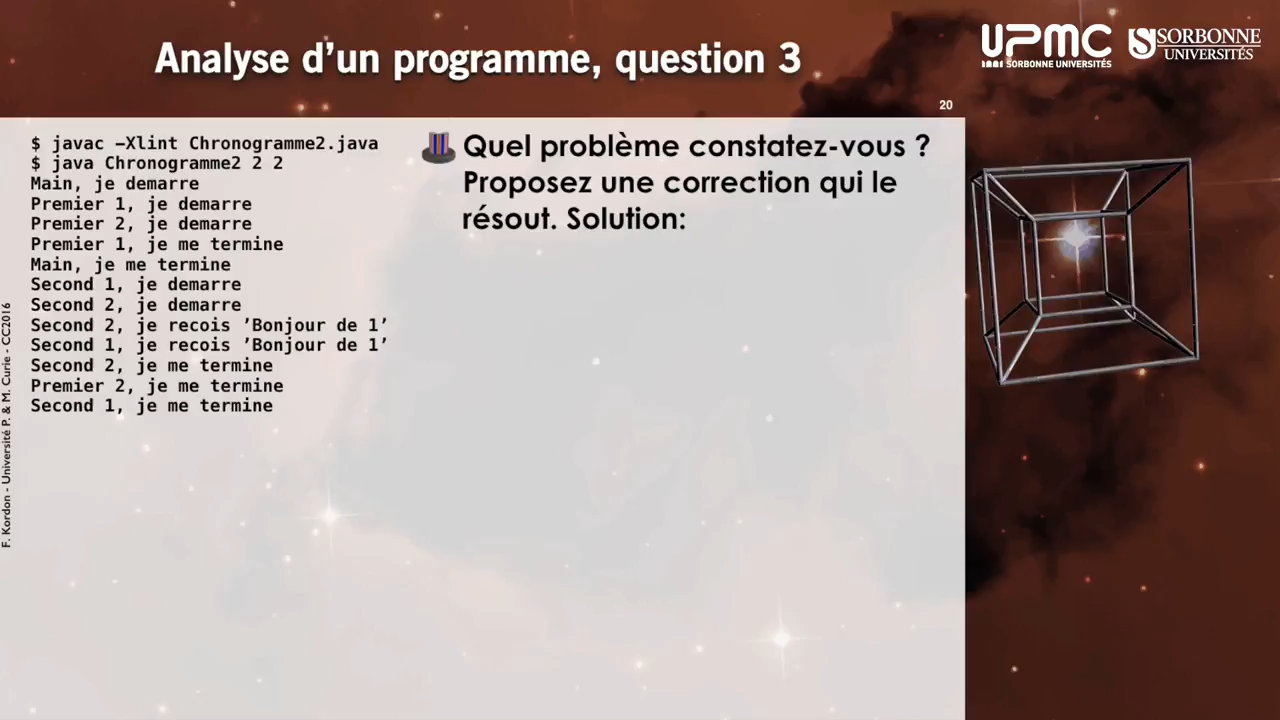 Analyse d'un programme, question 3
UPMC
SORBONNE UNIVERSITÉS
SORBONNE
UNIVERSITÉS
20
$ javac –Xlint Chronogramme2.java
$ java Chronogramme2 2 2
Main, je demarre
Premier 1, je demarre
Premier 2, je demarre
Premier 1, je me termine
Main, je me termine
Second 1, je demarre
Second 2, je demarre
Second 2, je recois ’Bonjour de 1’
Second 1, je recois ’Bonjour de 1’
Second 2, je me termine
Premier 2, je me termine
Second 1, je me termine
Quel problème constatez-vous ?
Proposez une correction qui le
résout. Solution:
F. Kordon - Université P. & M. Curie - CC2016